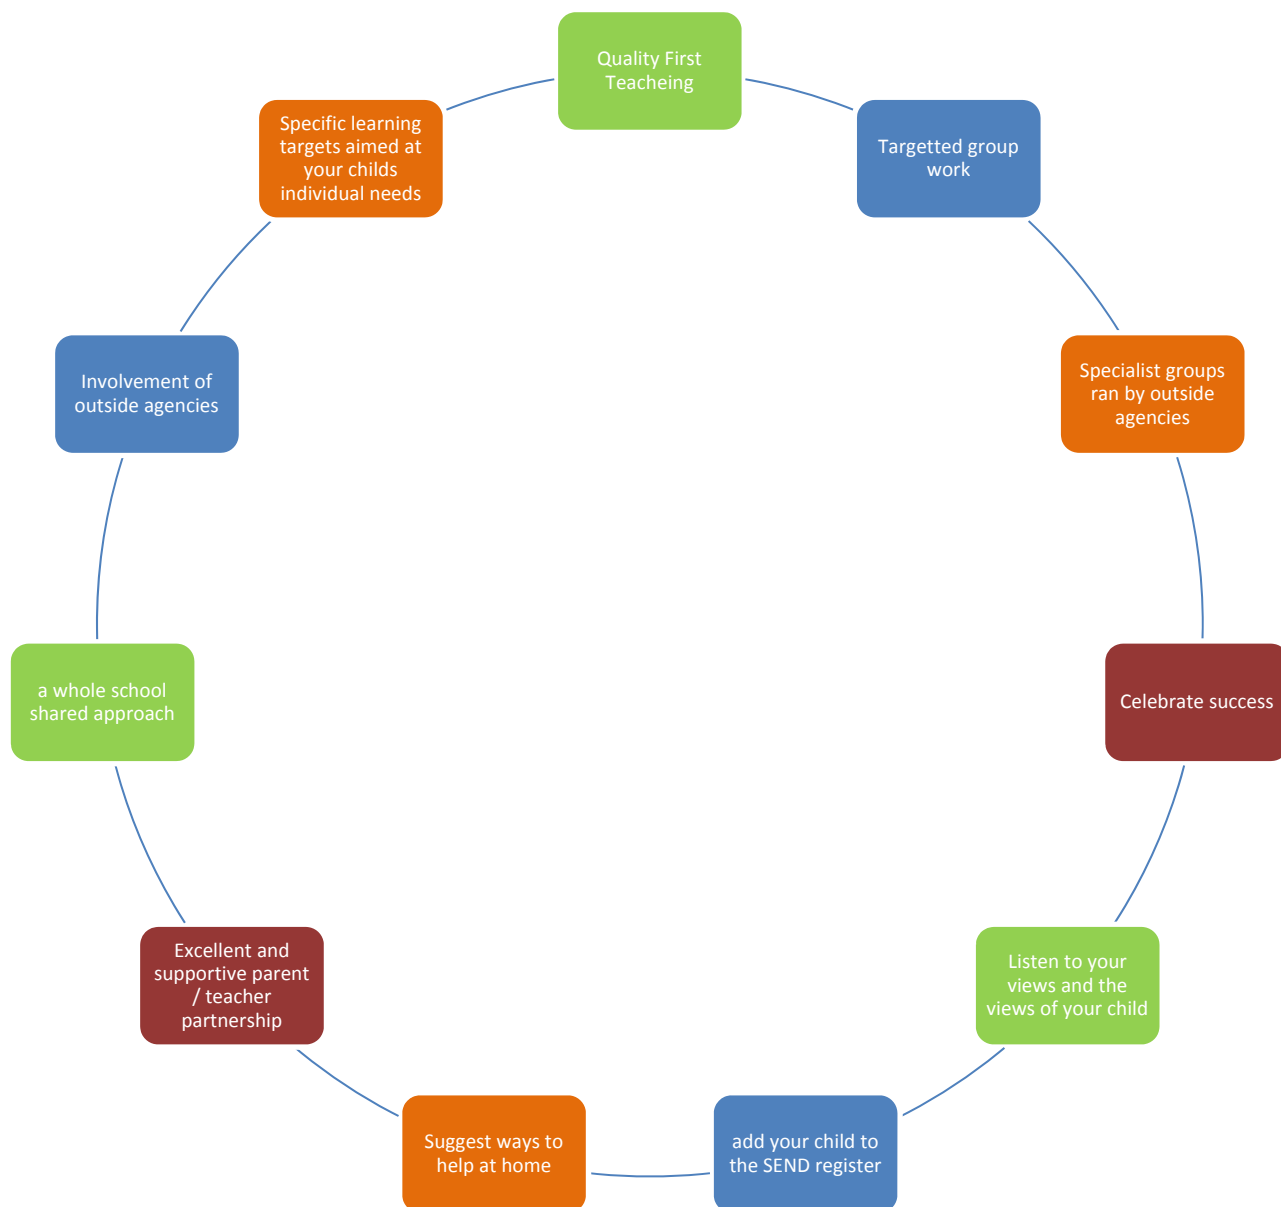 Quality First
Teacheing
Targetted group
work
Specialist groups
ran by outside
agencies
Celebrate success
Listen to your
views and the
views of your child
add your child to
the SEND register
Suggest ways to
help at home
Excellent and
supportive parent
/ teacher
partnership
a whole school
shared approach
Involvement of
outside agencies
Specific learning
targets aimed at
your childs
individual needs